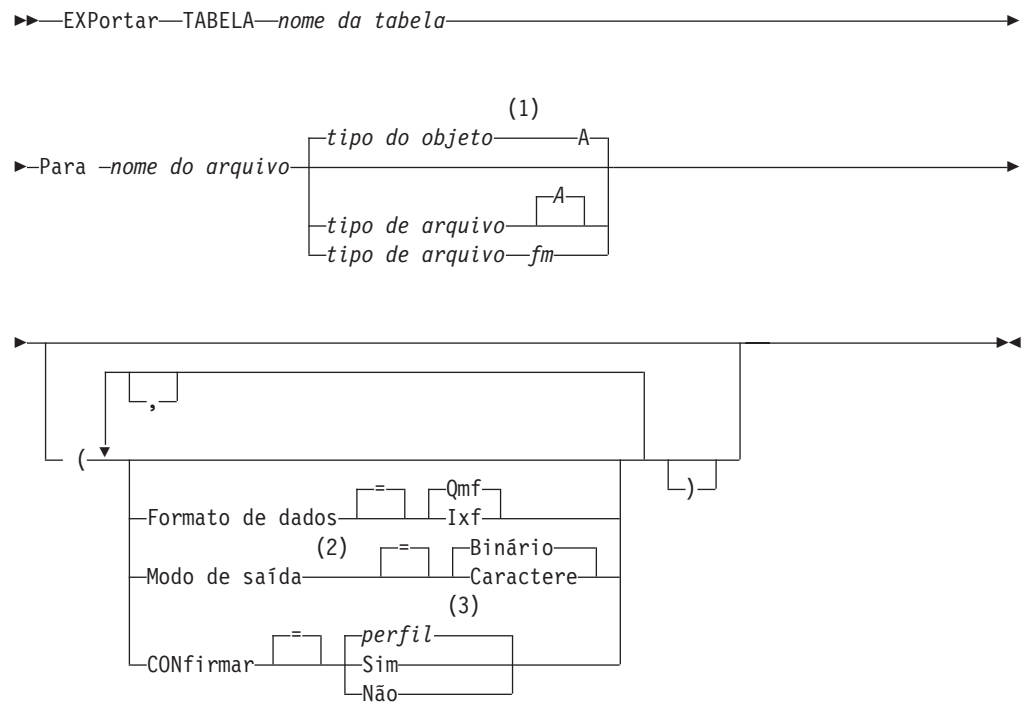 EXPortar TABELA nome da tabela
(1)
tipo do objeto A
Para nome do arquivo
A
tipo de arquivo
tipo de arquivo fm
,
(
)
= Qmf
Formato de dados Ixf
(2)
= Binário
Modo de saída Caractere
(3)
= perfil
CONfirmar Sim
Não